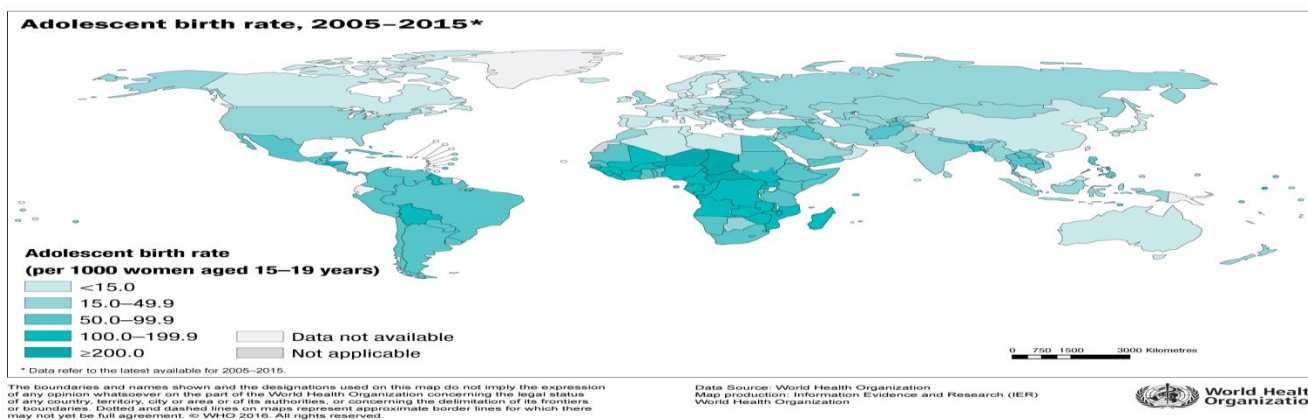 Adolescent birth rate, 2005–2015*
Adolescent birth rate
(per 1000 women aged 15–19 years)
<15.0
15.0–49.9
50.0–99.9
100.0–199.9
≥200.0
Data not available
Not applicable
0 750 1500 3000 Kilometres
* Data refer to the latest available for 2005–2015.
The boundaries and names shown and the designations used on this map do not imply the expression
of any opinion whatsoever on the part of the World Health Organization concerning the legal status
of any country, territory, city or area or of its authorities, or concerning the delimitation of its frontiers
or boundaries. Dotted and dashed lines on maps represent approximate border lines for which there
may not yet be full agreement. © WHO 2016. All rights reserved.
Data Source: World Health Organization
Map production: Information Evidence and Research (IER)
World Health Organization
World Healt
Organizatio